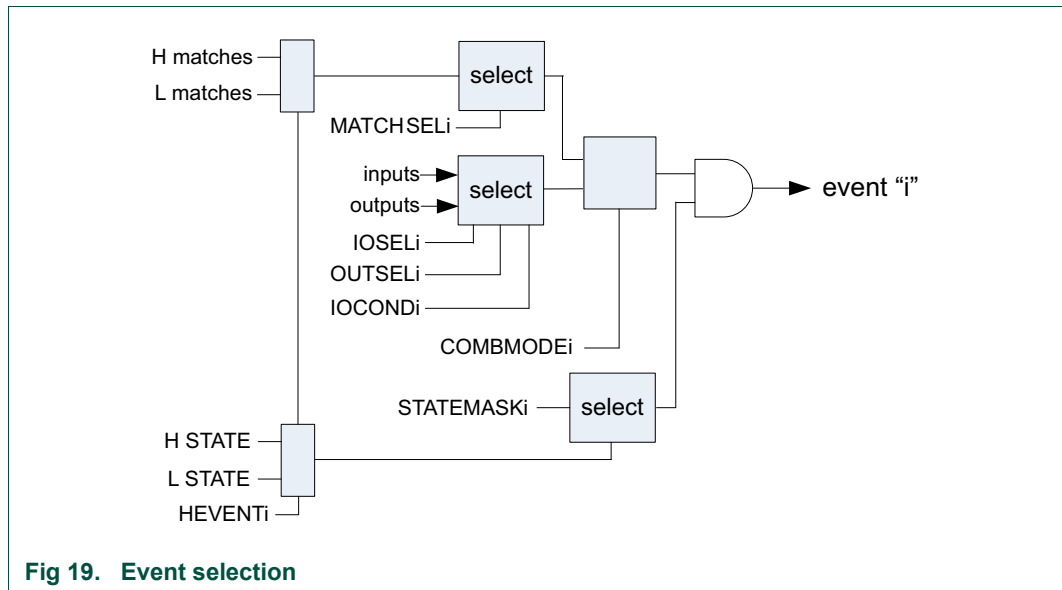 H matches
L matches
select
MATCHSELi
inputs
outputs
select
IOSELi
OUTSELi
IOCONDi
event “i”
COMBMODEi
STATEMASKi
select
H STATE
L STATE
HEVENTi
Fig 19. Event selection